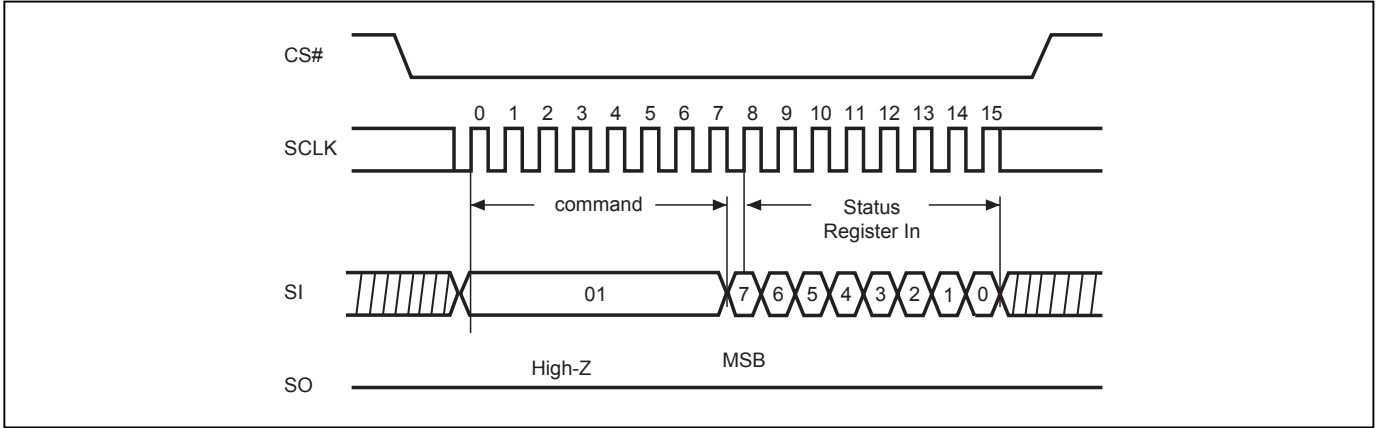 CS#
0 1 2 3 4 5 6 7 8 9 10 11 12 13 14 15
SCLK
command
Status
Register In
SI
01
7 6 5 4 3 2 1 0
High-Z
MSB
SO